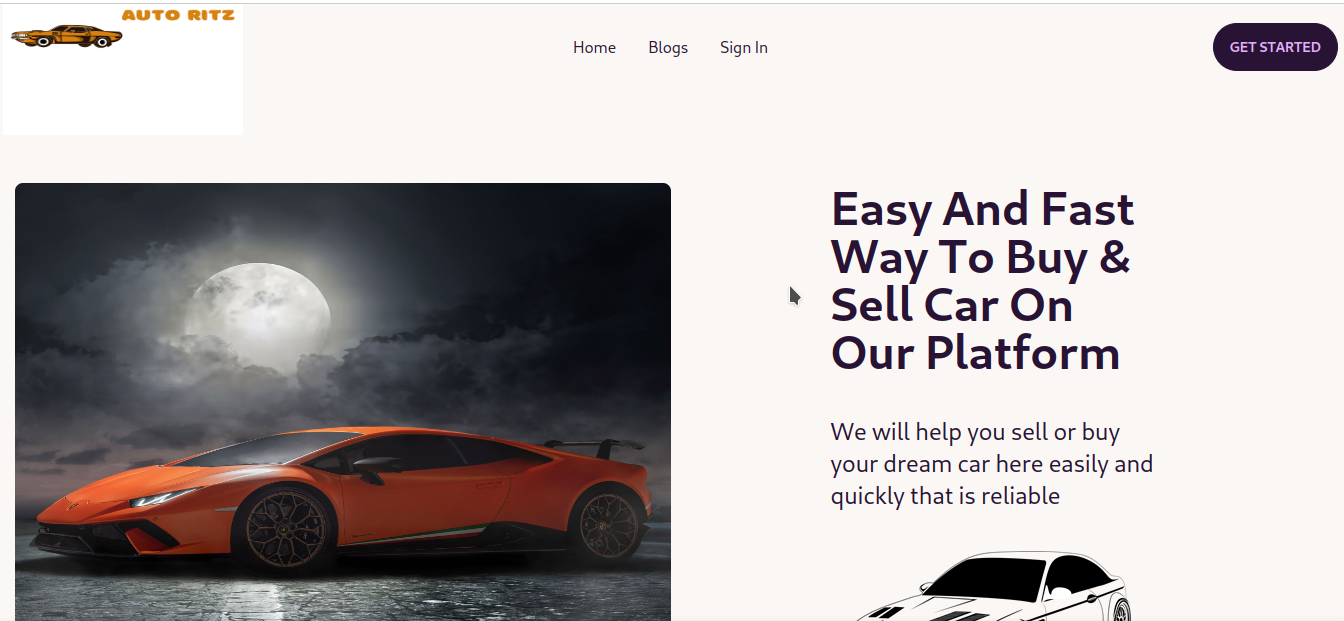 AUTO RITZ
Home
Blogs
Sign In
GET STARTED
Easy And Fast
Way To Buy &
Sell Car On
Our Platform
We will help you sell or buy
your dream car here easily and
quickly that is reliable